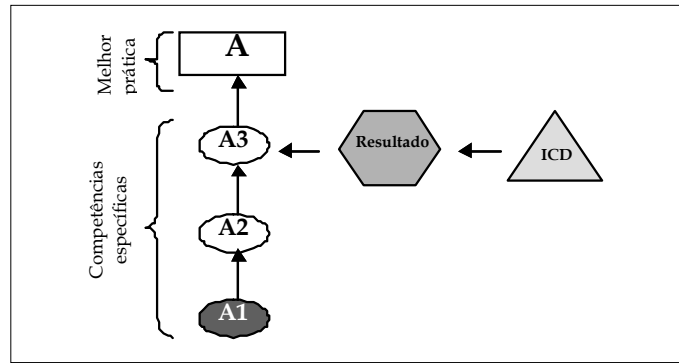 Melhor
prática
A
Competências
específicas
A3
Resultado
ICD
A2
A1